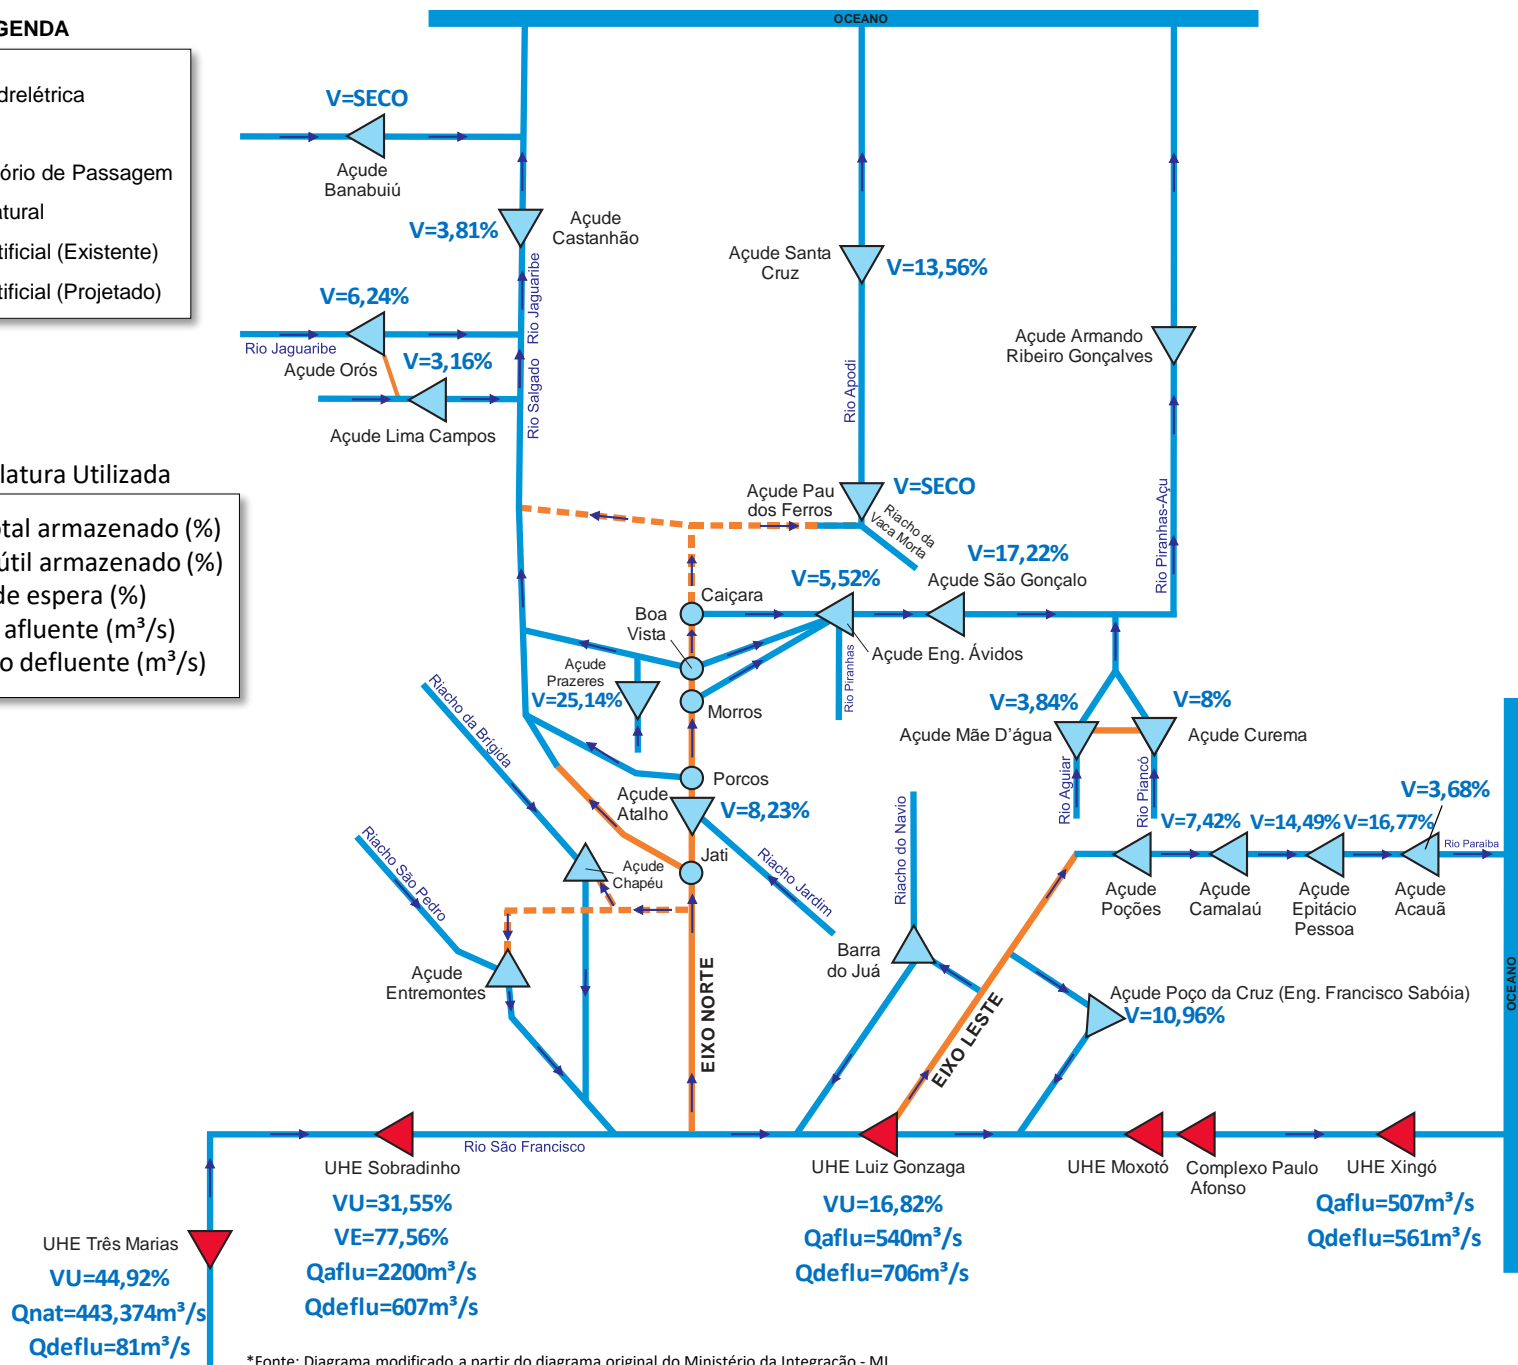 OCEANO
GENDA
drelétrica
ório de Passagem
atural
tificial (Existente)
tificial (Projetado)
V=SECO
Açude
Banabuiú
V=3,81%
Açude
Castanhão
Rio Jaguaribe
V=6,24%
Rio Jaguaribe
Açude Orós
V=3,16%
Açude Lima Campos
Rio Salgado
Açude Santa
Cruz
V=13,56%
Rio Apodi
Açude Armando
Ribeiro Gonçalves
Rio Piranhas-Açu
latura Utilizada
otal armazenado (%)
útil armazenado (%)
de espera (%)
afluente (m³/s)
o defluente (m³/s)
Açude Pau
dos Ferros
V=SECO
Riacho da
Vaca Morta
V=17,22%
Açude São Gonçalo
V=5,52%
Caiçara
Boa
Vista
Açude Eng. Ávidos
Rio Piranhas
Açude
Prazeres
V=25,14%
Morros
Riacho da Brígida
Porcos
Açude
Atalho
V=8,23%
Jati
Riacho Jardim
Açude
Chapéu
Riacho São Pedro
Açude
Entremontes
EIXO NORTE
V=3,84%
Açude Mãe D'água
V=8%
Açude Curema
Rio Aguiar
Rio Piancó
V=3,68%
V=7,42%
V=14,49%
V=16,77%
Rio Paraiba
Açude
Poções
Açude
Camalaú
Açude
Epitácio
Pessoa
Açude
Acauã
Riacho do Navio
Barra
do Juá
EIXO LESTE
Açude Poço da Cruz (Eng. Francisco Sabóia)
V=10,96%
OCEANO
Rio São Francisco
UHE Sobradinho
VU=31,55%
VE=77,56%
Qaflu=2200m³/s
Qdeflu=607m³/s
UHE Luiz Gonzaga
VU=16,82%
Qaflu=540m³/s
Qdeflu=706m³/s
UHE Moxotó
Complexo Paulo
Afonso
UHE Xingó
Qaflu=507m³/s
Qdeflu=561m³/s
UHE Três Marias
VU=44,92%
Qnat=443,374m³/s
Qdeflu=81m³/s
*Fonte: Diagrama modificado a partir do diagrama original do Ministério da Integração - MI